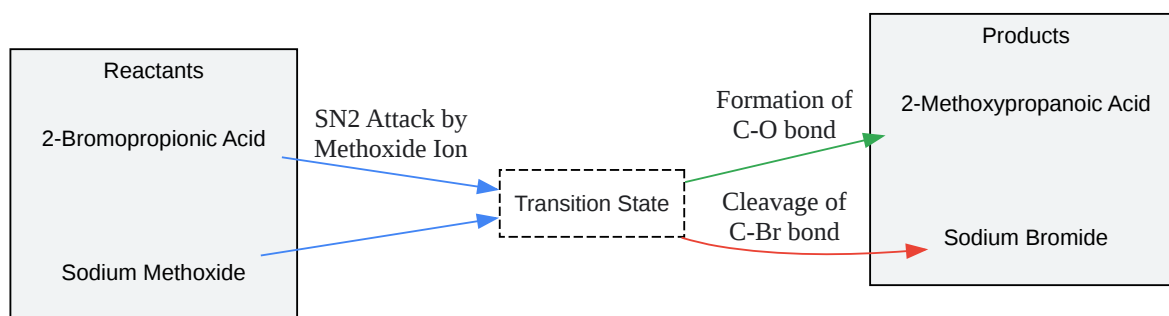 Reactants
2-Bromopropionic Acid
Sodium Methoxide
SN2 Attack by
Methoxide Ion
Transition State
Formation of
C-O bond
Cleavage of
C-Br bond
Products
2-Methoxypropanoic Acid
Sodium Bromide